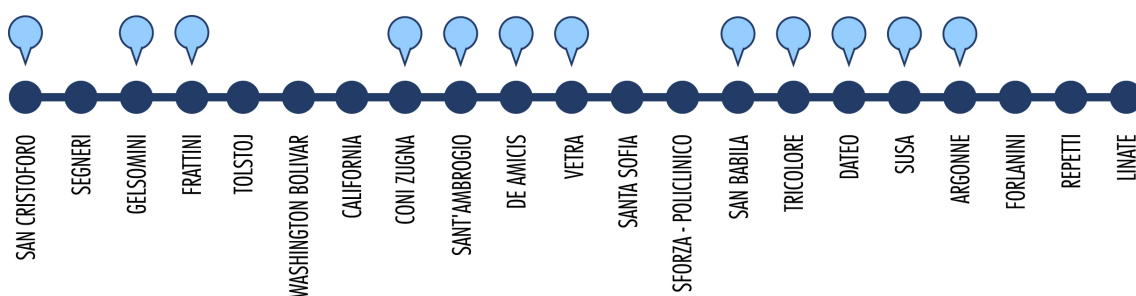 SAN CRISTOFORO
SEGNERI
GELSOMINI
FRATTINI
TOLSTOJ
WASHINGTON BOLIVAR
CALIFORNIA
CONI ZUGNA
SANT'AMBROGIO
DE AMICIS
VETRA
SANTA SOFIA
SFORZA - POLICLINICO
SAN BABILA
TRICOLORE
DATEO
SUSA
ARGONNE
FORLANINI
REPETTI
LINATE